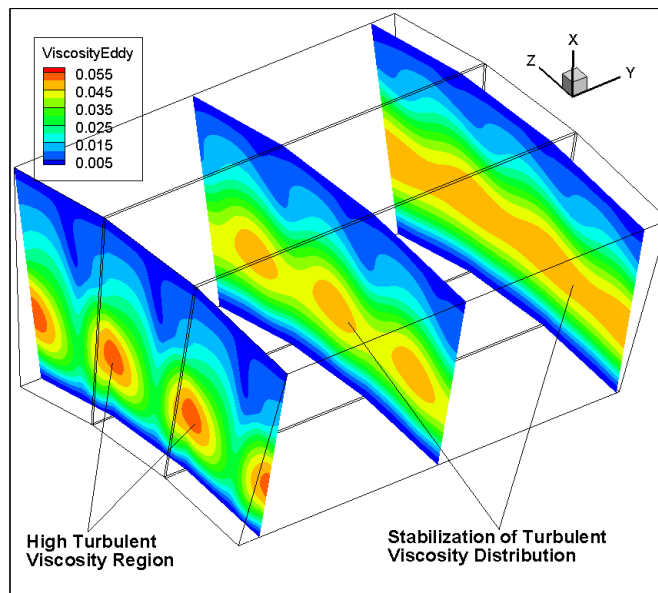 ViscosityEddy
0.055
0.045
0.035
0.025
0.015
0.005
X
Z
Y
High Turbulent
Viscosity Region
Stabilization of Turbulent
Viscosity Distribution